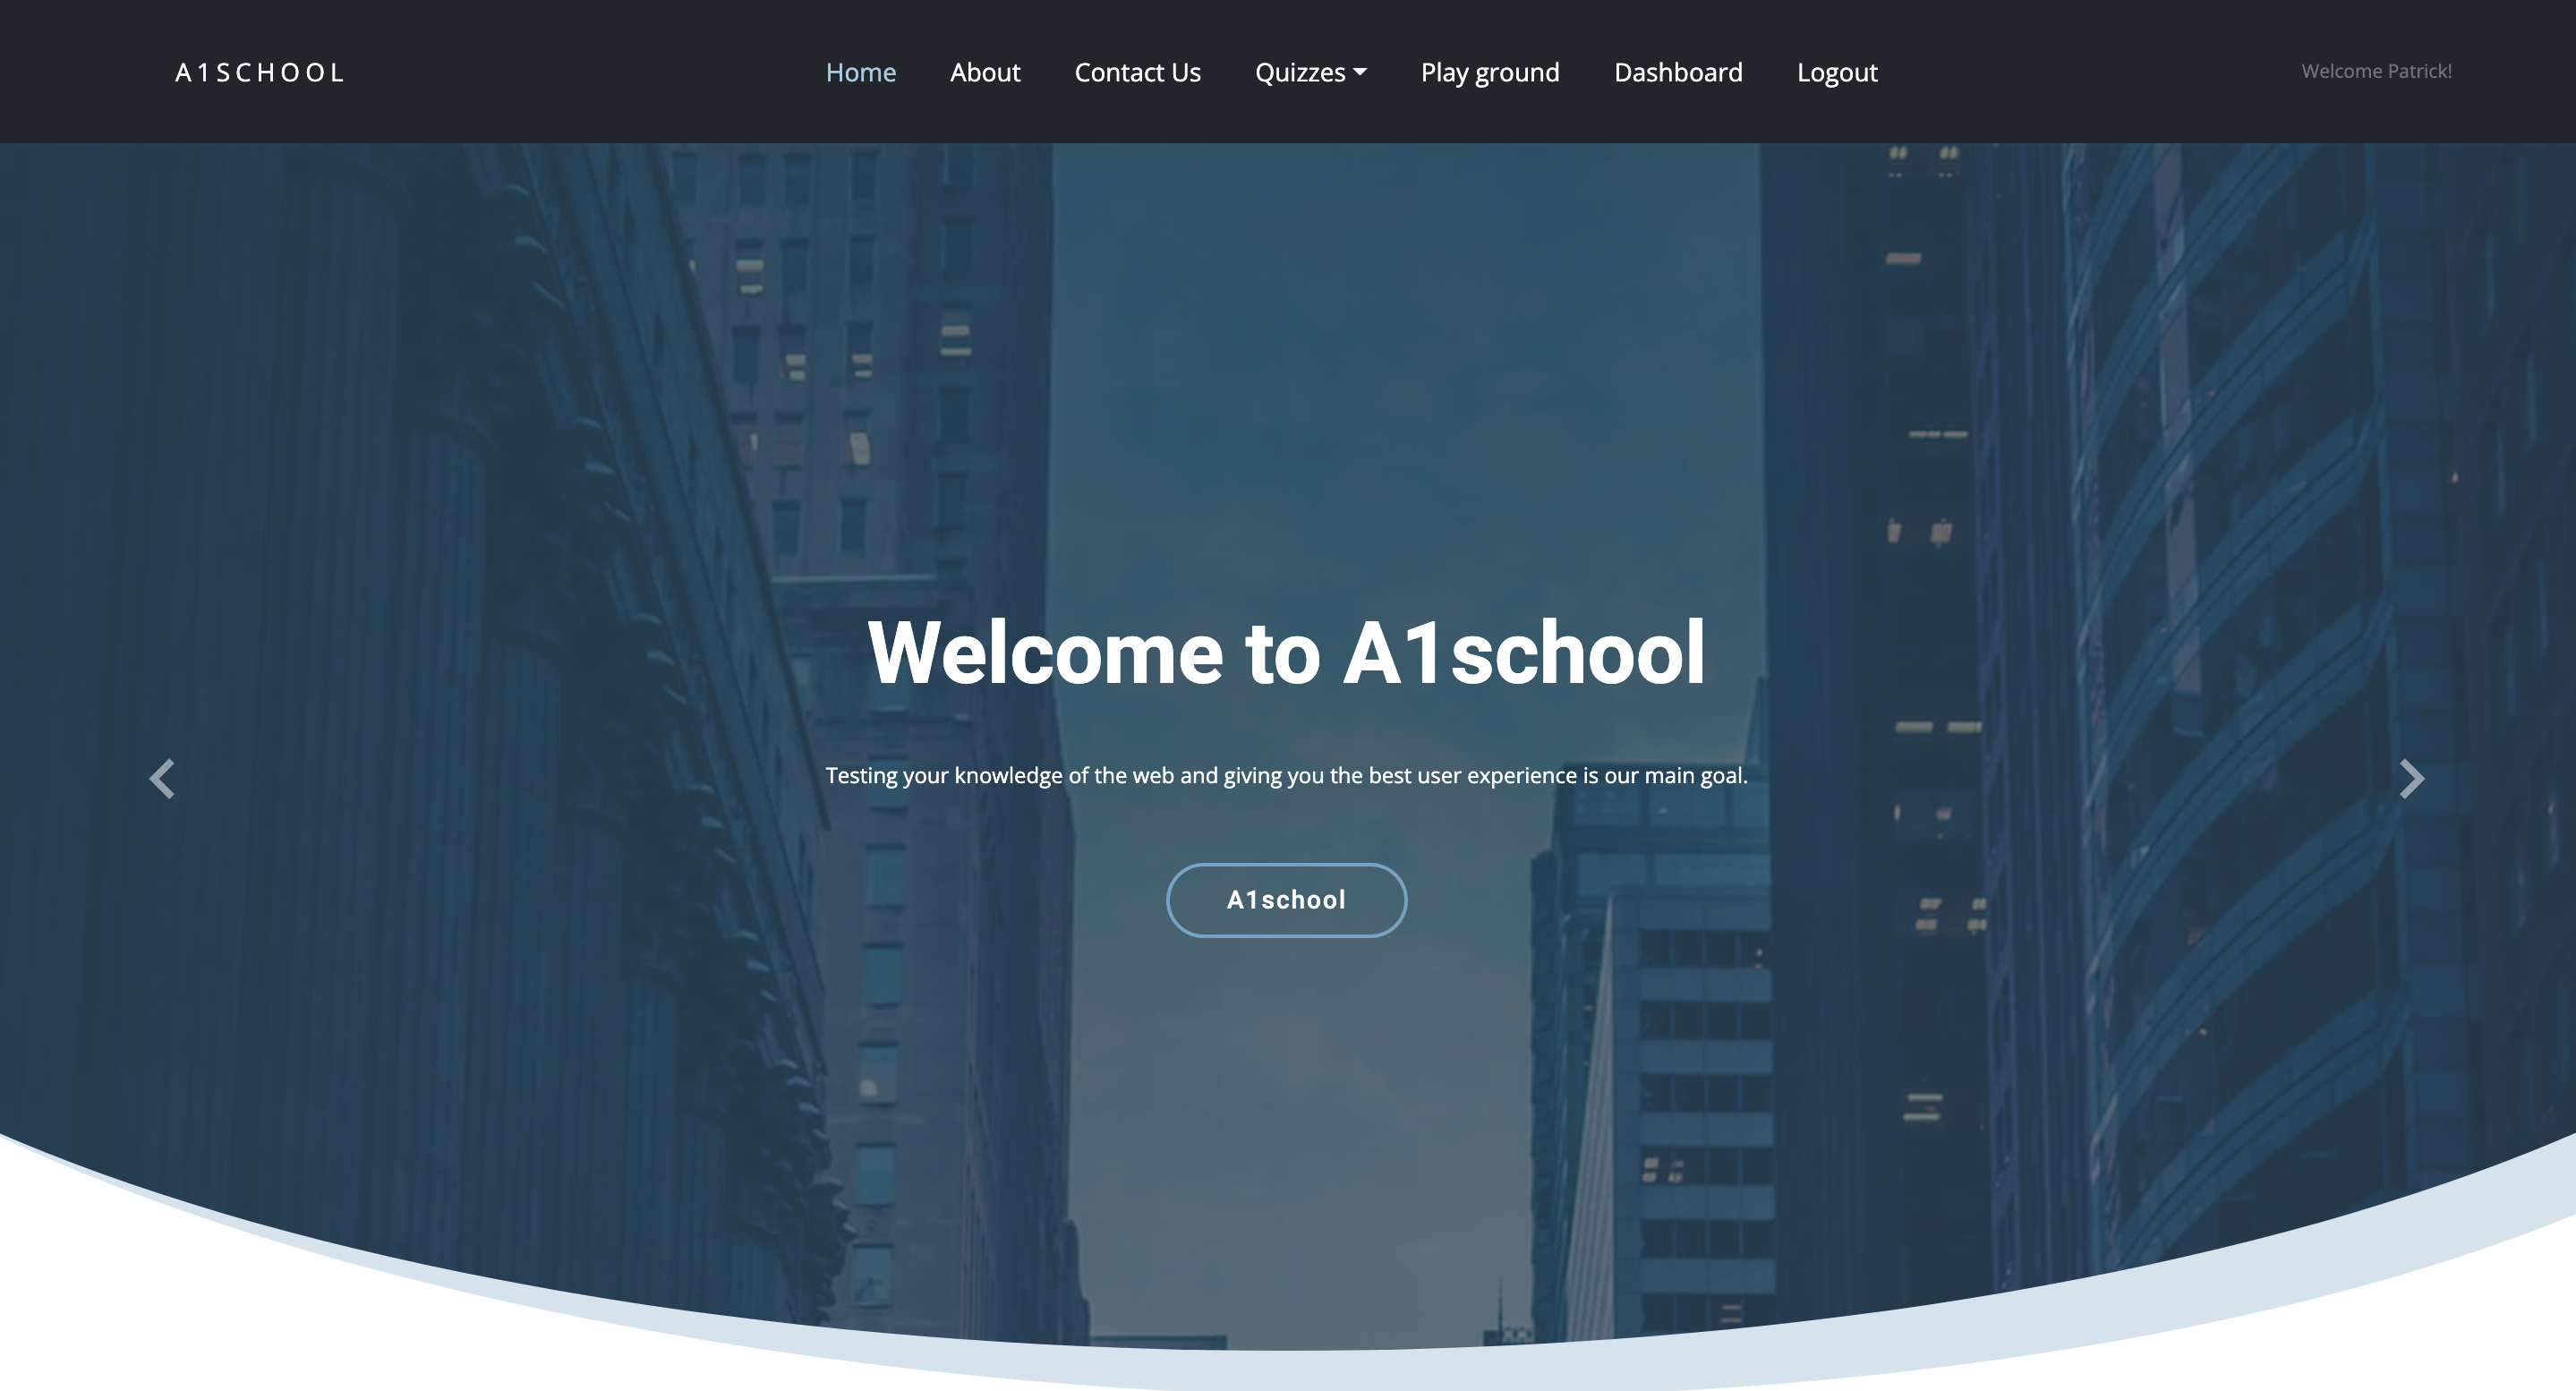 A1SCHOOL
Home About Contact Us Quizzes Play ground Dashboard Logout
Welcome Patrick!
Welcome to A1school
Testing your knowledge of the web and giving you the best user experience is our main goal.
A1school